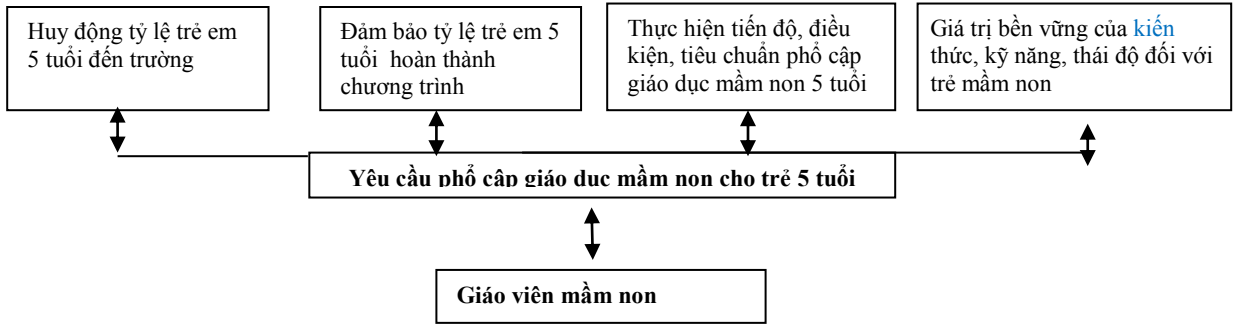 Huy động tỷ lệ trẻ em
5 tuổi đến trường
Đảm bảo tỷ lệ trẻ em 5
tuổi hoàn thành
chương trình
Thực hiện tiến độ, điều
kiện, tiêu chuẩn phổ cập
giáo dục mầm non 5 tuổi
Giá trị bền vững của kiến
thức, kỹ năng, thái độ đối với
trẻ mầm non
Yêu cầu phổ cập giáo dục mầm non cho trẻ 5 tuổi
Giáo viên mầm non